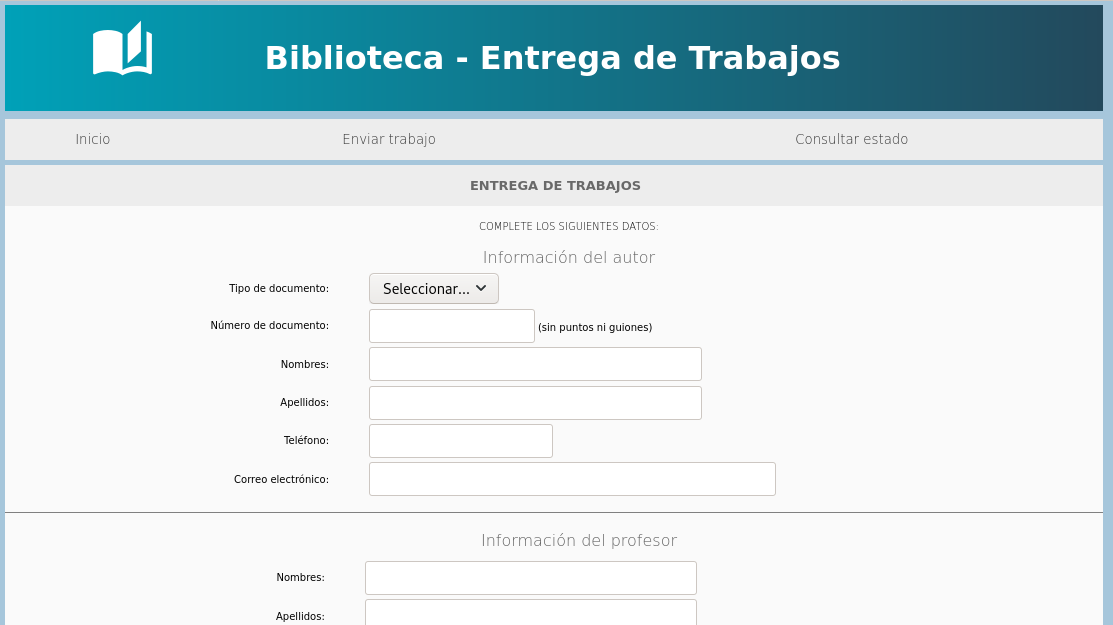 Biblioteca - Entrega de Trabajos
Inicio Enviar trabajo Consultar estado
ENTREGA DE TRABAJOS
COMPLETE LOS SIGUIENTES DATOS:
Información del autor
Tipo de documento: Seleccionar...
Número de documento: (sin puntos ni guiones)
Nombres:
Apellidos:
Teléfono:
Correo electrónico:
Información del profesor
Nombres:
Apellidos: